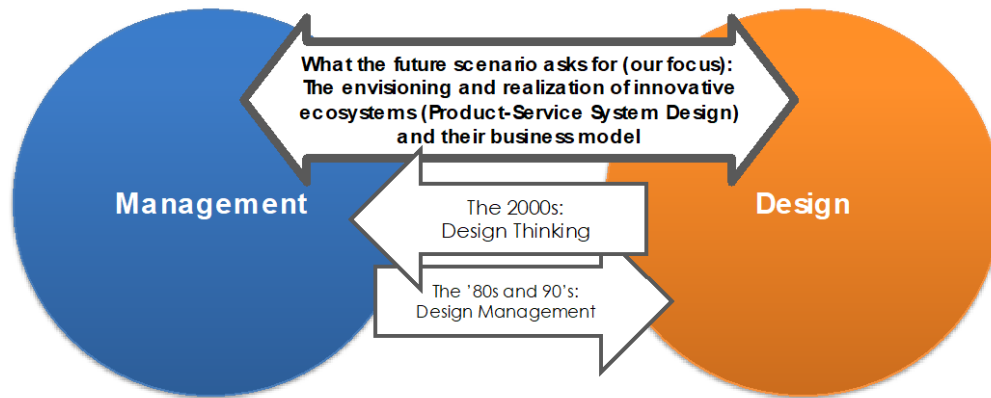 What the future scenario asks for (our focus):
The envisioning and realization of innovative
ecosystems (Product-Service System Design)
and their business model
Management
Design
The 2000s:
Design Thinking
The ’80s and 90’s:
Design Management